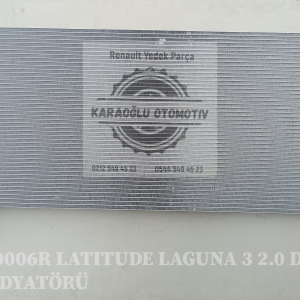 Renault Yedek Parça
KARAOĞLU OTOMOTİV
0212 549 45 23 0544 549 45 23
0006R LATITUDE LAGUNA 3 2.0 D
DYATÖRÜ